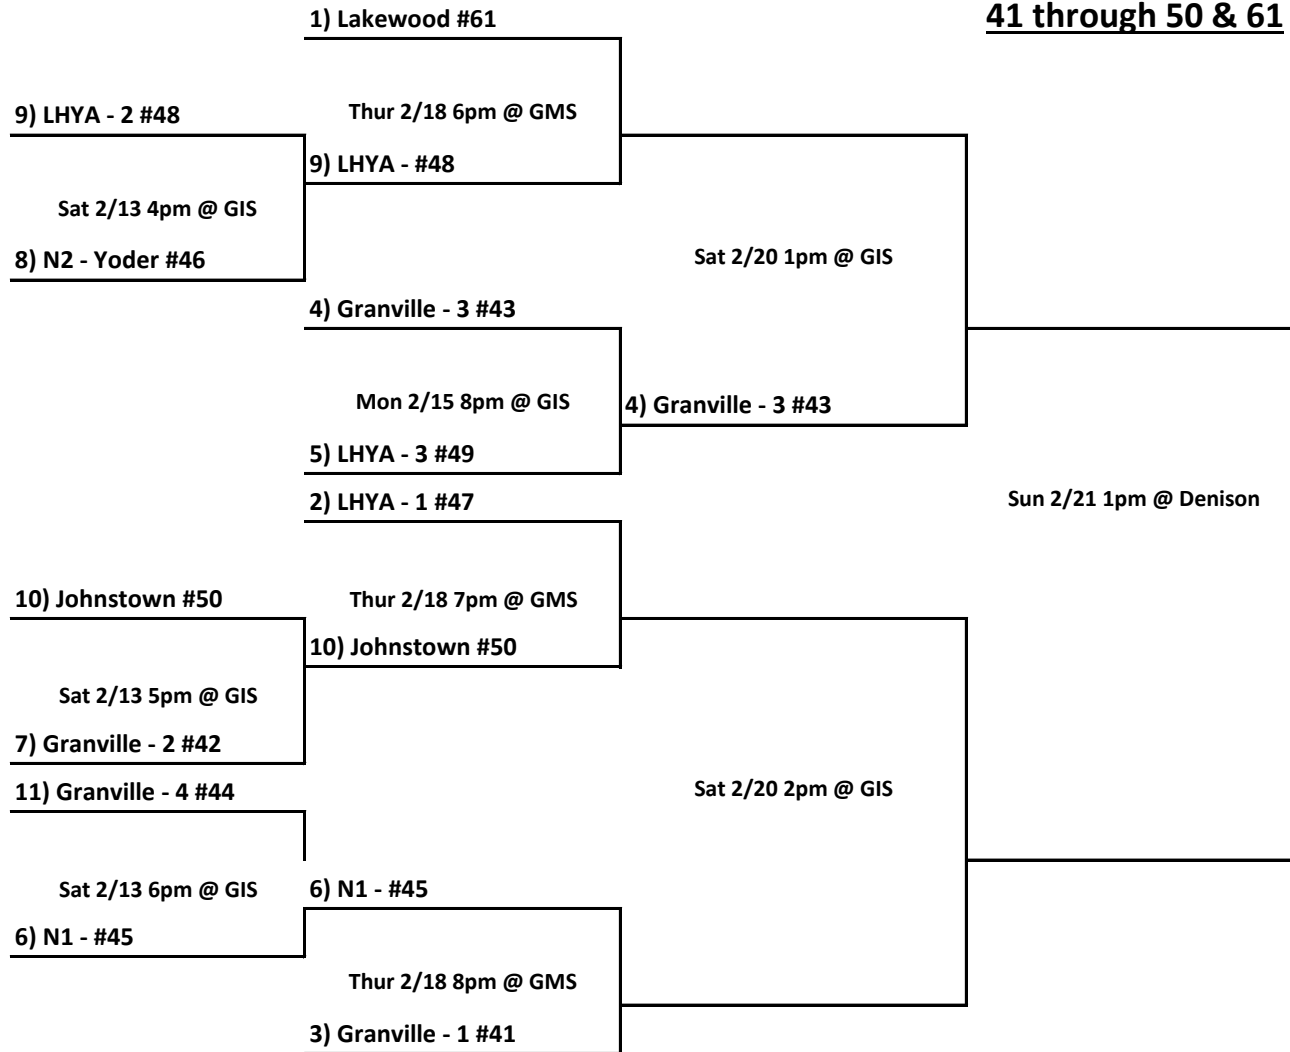 1) Lakewood #61
41 through 50 & 61
9) LHYA - 2 #48
Thur 2/18 6pm @ GMS
9) LHYA - #48
Sat 2/13 4pm @ GIS
8) N2 - Yoder #46
Sat 2/20 1pm @ GIS
4) Granville - 3 #43
Mon 2/15 8pm @ GIS
4) Granville - 3 #43
5) LHYA - 3 #49
2) LHYA - 1 #47
Sun 2/21 1pm @ Denison
10) Johnstown #50
Thur 2/18 7pm @ GMS
10) Johnstown #50
Sat 2/13 5pm @ GIS
7) Granville - 2 #42
11) Granville - 4 #44
Sat 2/20 2pm @ GIS
Sat 2/13 6pm @ GIS
6) N1 - #45
6) N1 - #45
Thur 2/18 8pm @ GMS
3) Granville - 1 #41